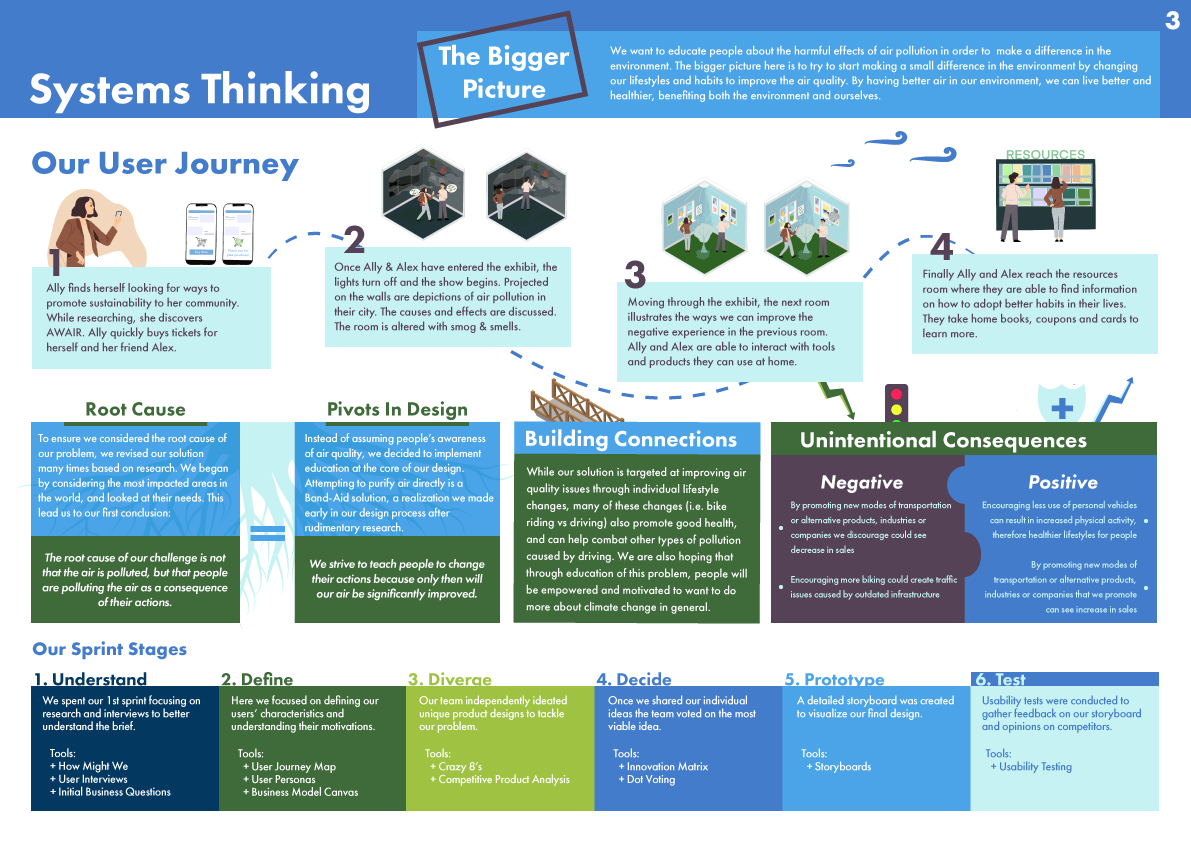 3
Systems Thinking
The Bigger
Picture
We want to educate people about the harmful effects of air pollution in order to make a difference in the
environment. The bigger picture here is to try to start making a small difference in the environment by changing
our lifestyles and habits to improve the air quality. By having better air in our environment, we can live better and
healthier, benefiting both the environment and ourselves.
Our User Journey
1
Ally finds herself looking for ways to
promote sustainability to her community.
While researching, she discovers
AWAIR. Ally quickly buys tickets for
herself and her friend Alex.
2
Once Ally & Alex have entered the exhibit, the
lights turn off and the show begins. Projected
on the walls are depictions of air pollution in
their city. The causes and effects are discussed.
The room is altered with smog & smells.
3
Moving through the exhibit, the next room
illustrates the ways we can improve the
negative experience in the previous room.
Ally and Alex are able to interact with tools
and products they can use at home.
RESOURCES
4
Finally Ally and Alex reach the resources
room where they are able to find information
on how to adopt better habits in their lives.
They take home books, coupons and cards to
learn more.
Root Cause
To ensure we considered the root cause of
our problem, we revised our solution
many times based on research. We began
by considering the most impacted areas in
the world, and looked at their needs. This
lead us to our first conclusion:
The root cause of our challenge is not
that the air is polluted, but that people
are polluting the air as a consequence
of their actions.
Pivots In Design
Instead of assuming people's awareness
of air quality, we decided to implement
education at the core of our design.
Attempting to purify air directly is a
Band-Aid solution, a realization we made
early in our design process after
rudimentary research.
We strive to teach people to change
their actions because only then will
our air be significantly improved.
Building Connections
While our solution is targeted at improving air
quality issues through individual lifestyle
changes, many of these changes (i.e. bike
riding vs driving) also promote good health,
and can help combat other types of pollution
caused by driving. We are also hoping that
through education of this problem, people will
be empowered and motivated to want to do
more about climate change in general.
Unintentional Consequences
Negative
By promoting new modes of transportation
or alternative products, industries or
companies we discourage could see
decrease in sales
Encouraging more biking could create traffic
issues caused by outdated infrastructure
Positive
Encouraging less use of personal vehicles
can result in increased physical activity,
therefore healthier lifestyles for people
By promoting new modes of
transportation or alternative products,
industries or companies that we promote
can see increase in sales
Our Sprint Stages
1. Understand
We spent our 1st sprint focusing on
research and interviews to better
understand the brief.
Tools:
+ How Might We
+ User Interviews
+ Initial Business Questions
2. Define
Here we focused on defining our
users' characteristics and
understanding their motivations.
Tools:
+ User Journey Map
+ User Personas
+ Business Model Canvas
3. Diverge
Our team independently ideated
unique product designs to tackle
our problem.
Tools:
+ Crazy 8's
+ Competitive Product Analysis
4. Decide
Once we shared our individual
ideas the team voted on the most
viable idea.
Tools:
+ Innovation Matrix
+ Dot Voting
5. Prototype
A detailed storyboard was created
to visualize our final design.
Tools:
+ Storyboards
6. Test
Usability tests were conducted to
gather feedback on our storyboard
and opinions on competitors.
Tools:
+ Usability Testing